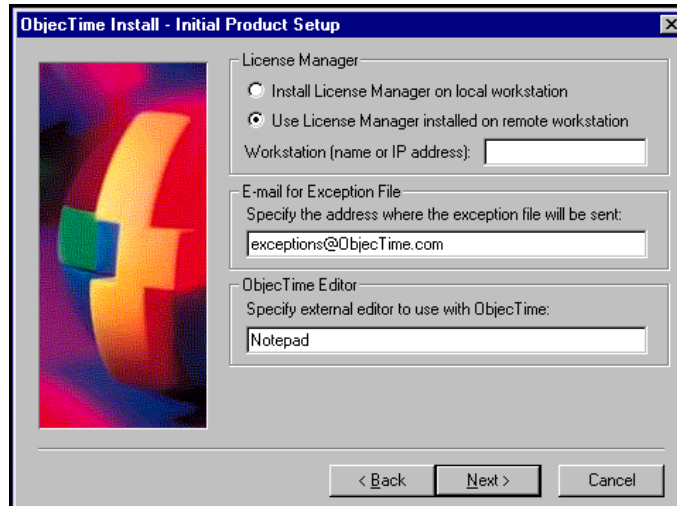 ObjecTime Install - Initial Product Setup
License Manager
Install License Manager on local workstation
Use License Manager installed on remote workstation
Workstation (name or IP address):
E-mail for Exception File
Specify the address where the exception file will be sent:
exceptions@ObjecTime.com
ObjecTime Editor
Specify external editor to use with ObjecTime:
Notepad
< Back Next > Cancel